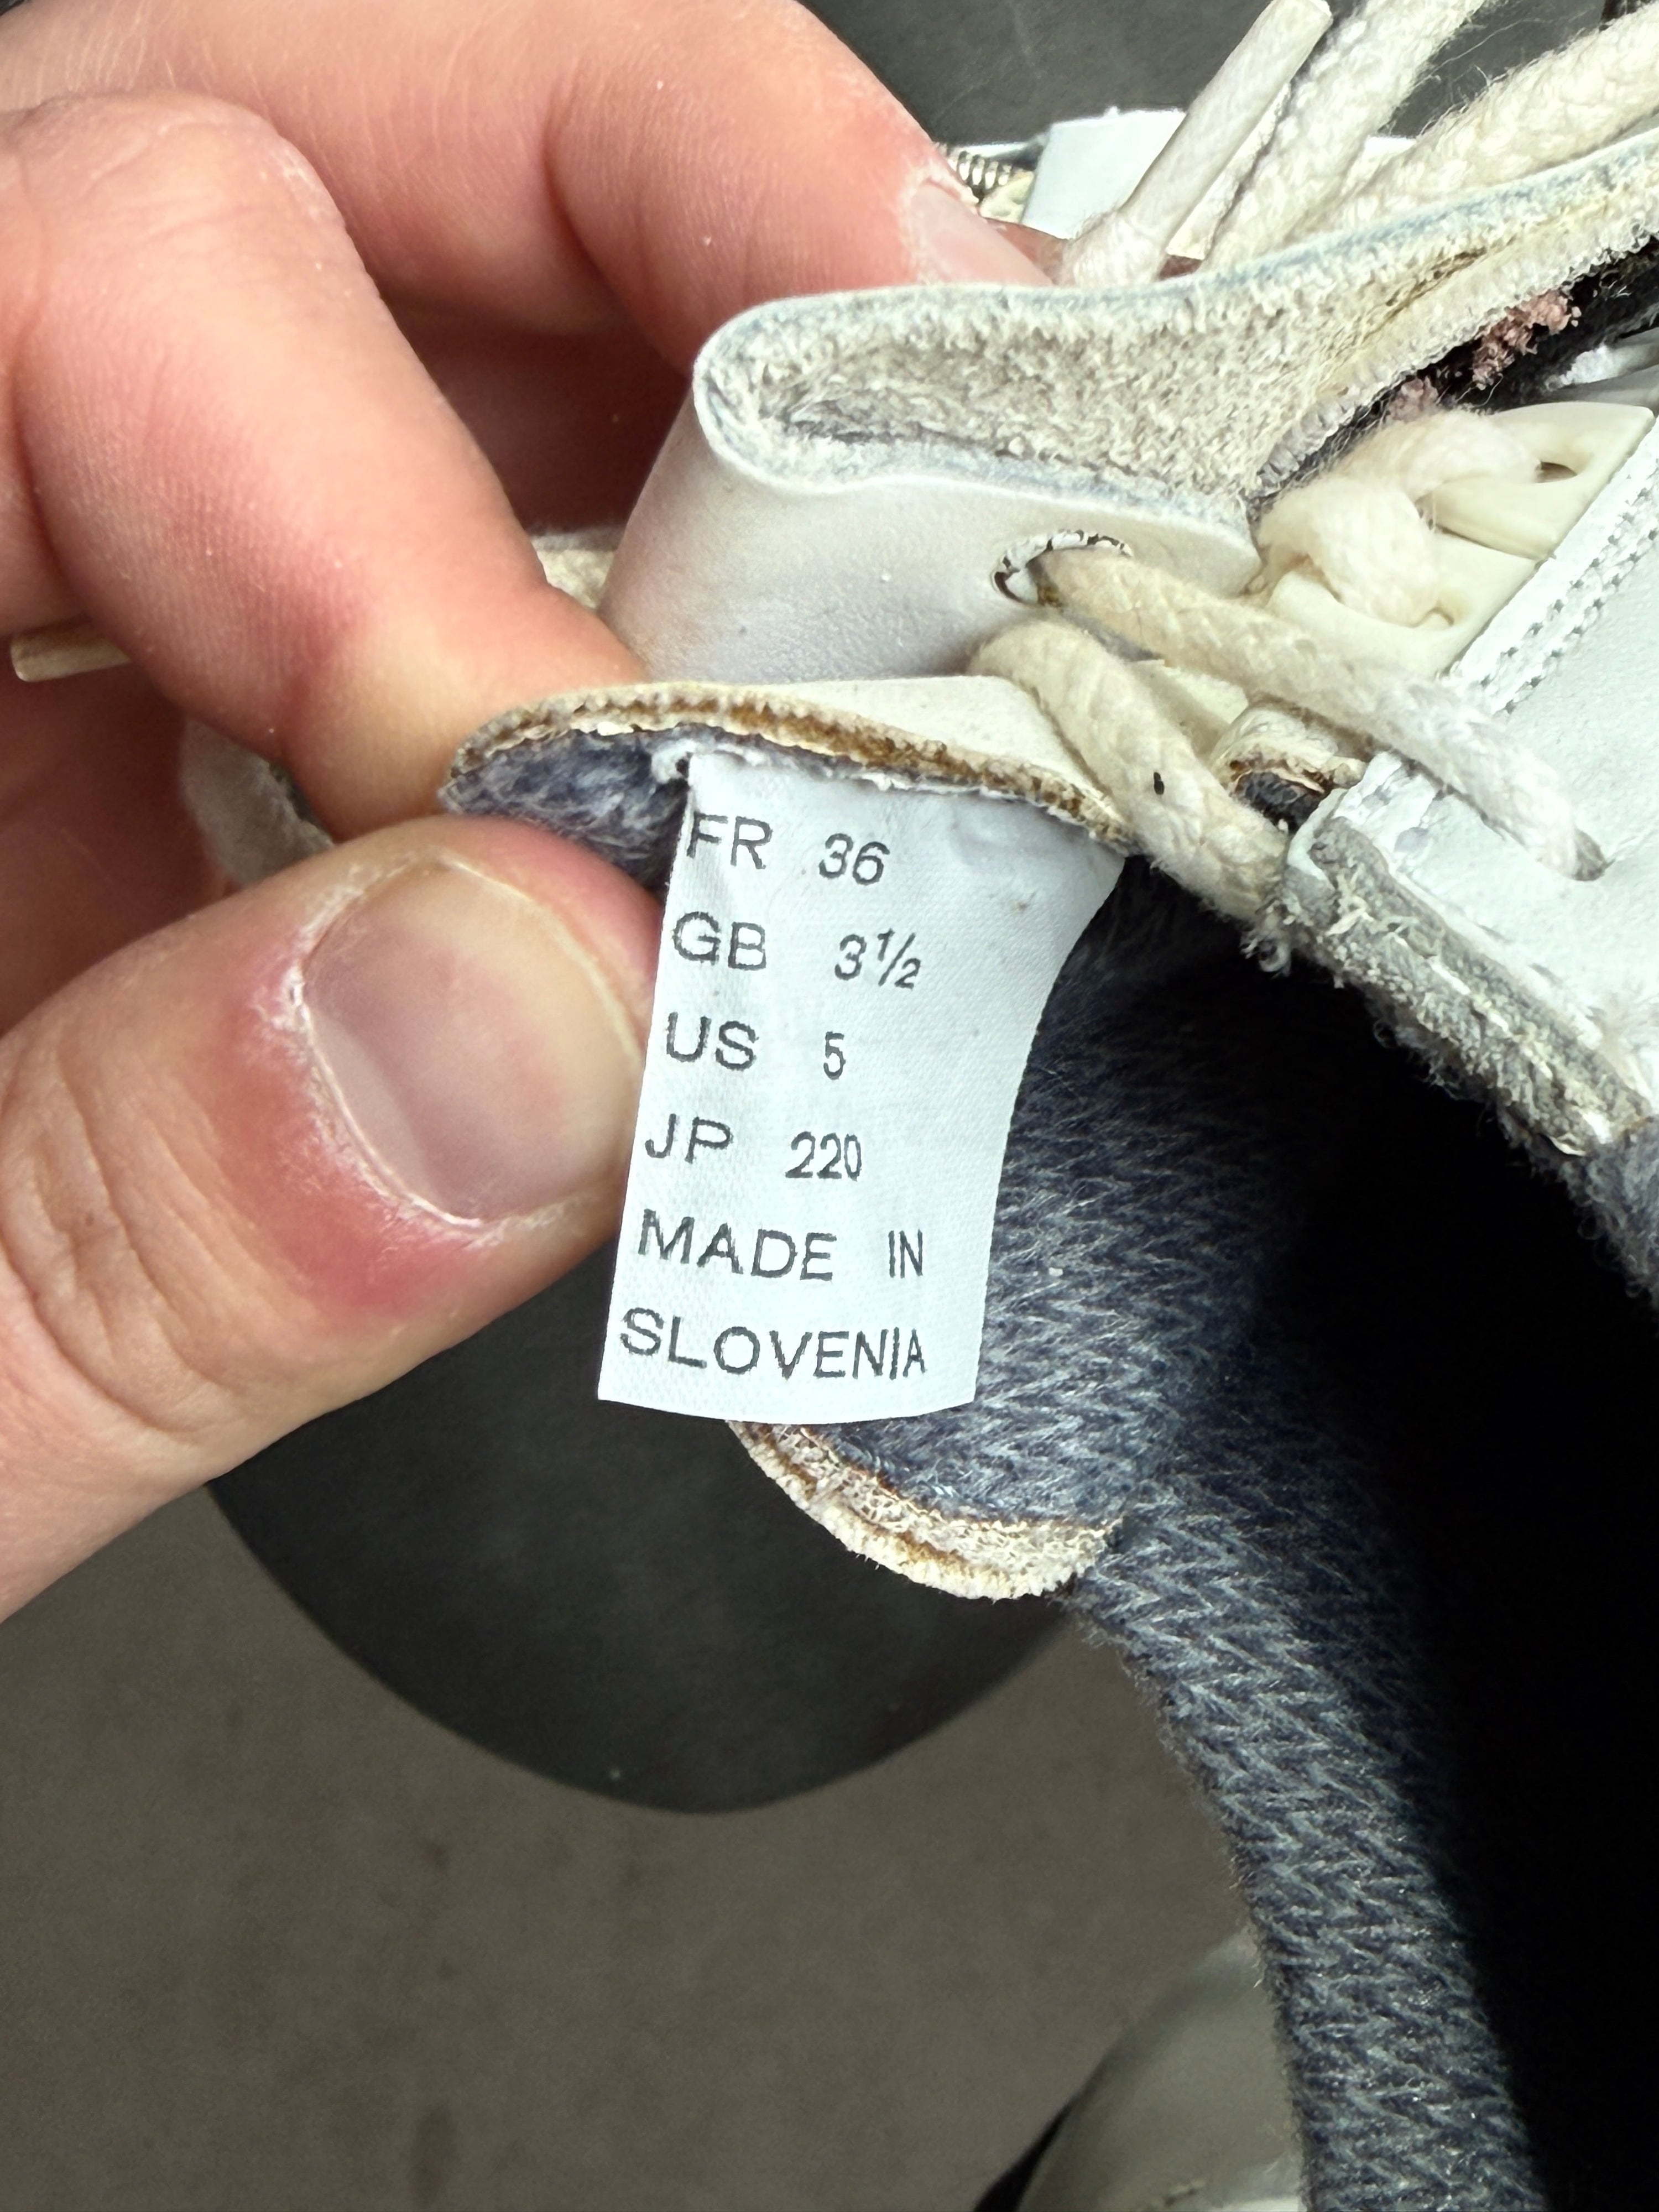 FR 36
GB 3½
US 5
JP 220
MADE IN
SLOVENIA